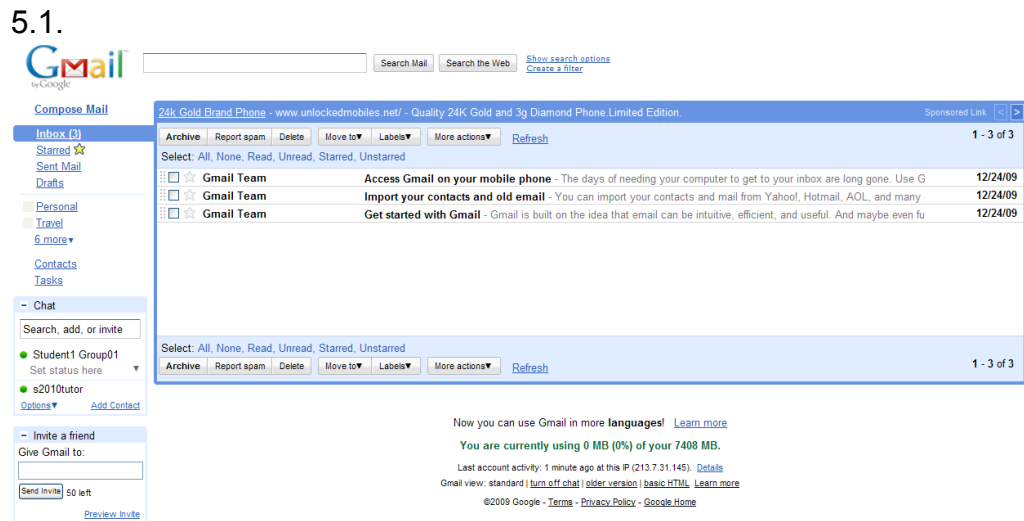 5.1.
Gmail™
by Google
Search Mail Search the Web Show search options
Create a filter
Compose Mail
Inbox (3)
Starred
Sent Mail
Drafts
Personal
Travel
6 more▾
Contacts
Tasks
− Chat
Search, add, or invite
Student1 Group01
Set status here ▼
s2010tutor
Options▼ Add Contact
− Invite a friend
Give Gmail to:
Send Invite 50 left
Preview Invite
24k Gold Brand Phone - www.unlockedmobiles.net/ - Quality 24K Gold and 3g Diamond Phone.Limited Edition. Sponsored Link < >
Archive Report spam Delete Move to▼ Labels▼ More actions▼ Refresh 1 - 3 of 3
Select: All, None, Read, Unread, Starred, Unstarred
Gmail Team Access Gmail on your mobile phone - The days of needing your computer to get to your inbox are long gone. Use G 12/24/09
Gmail Team Import your contacts and old email - You can import your contacts and mail from Yahoo!, Hotmail, AOL, and many 12/24/09
Gmail Team Get started with Gmail - Gmail is built on the idea that email can be intuitive, efficient, and useful. And maybe even fu 12/24/09
Select: All, None, Read, Unread, Starred, Unstarred
Archive Report spam Delete Move to▼ Labels▼ More actions▼ Refresh 1 - 3 of 3
Now you can use Gmail in more languages! Learn more
You are currently using 0 MB (0%) of your 7408 MB.
Last account activity: 1 minute ago at this IP (213.7.31.145). Details
Gmail view: standard | turn off chat | older version | basic HTML Learn more
©2009 Google - Terms - Privacy Policy - Google Home